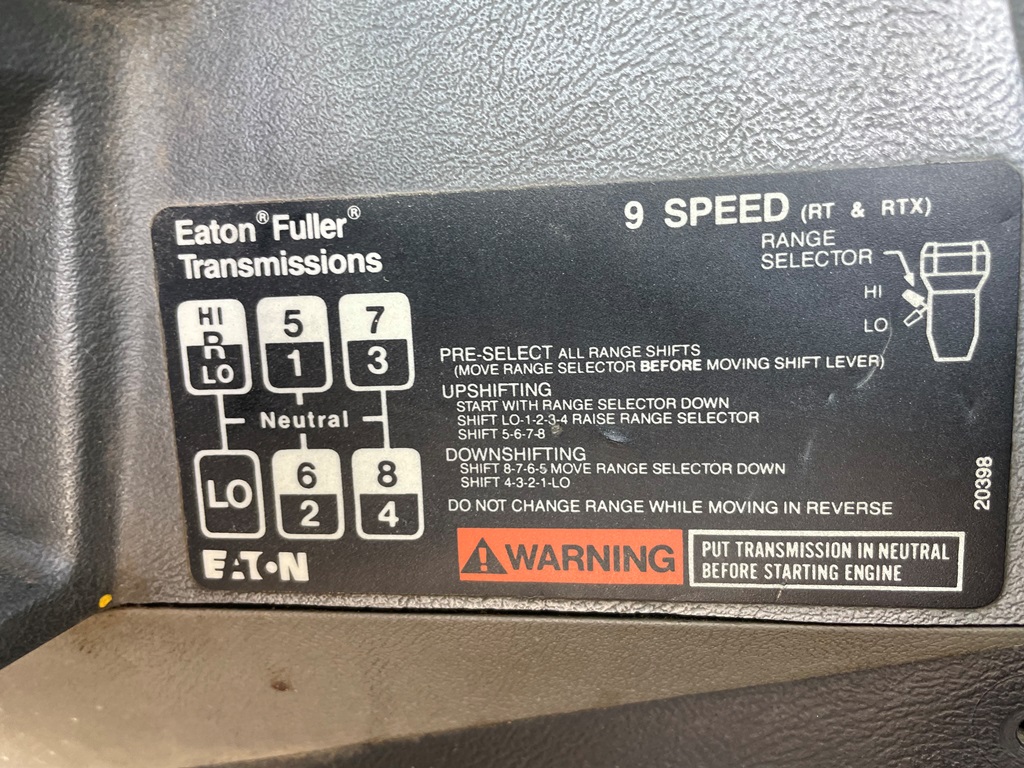 Eaton® Fuller®
Transmissions
9 SPEED (RT & RTX)
RANGE
SELECTOR
HI
LO
HI
R
LO
5
1
7
3
Neutral
LO
6
2
8
4
EATON
PRE-SELECT ALL RANGE SHIFTS
(MOVE RANGE SELECTOR BEFORE MOVING SHIFT LEVER)
UPSHIFTING
START WITH RANGE SELECTOR DOWN
SHIFT LO-1-2-3-4 RAISE RANGE SELECTOR
SHIFT 5-6-7-8
DOWNSHIFTING
SHIFT 8-7-6-5 MOVE RANGE SELECTOR DOWN
SHIFT 4-3-2-1-LO
DO NOT CHANGE RANGE WHILE MOVING IN REVERSE
WARNING
PUT TRANSMISSION IN NEUTRAL
BEFORE STARTING ENGINE
20398